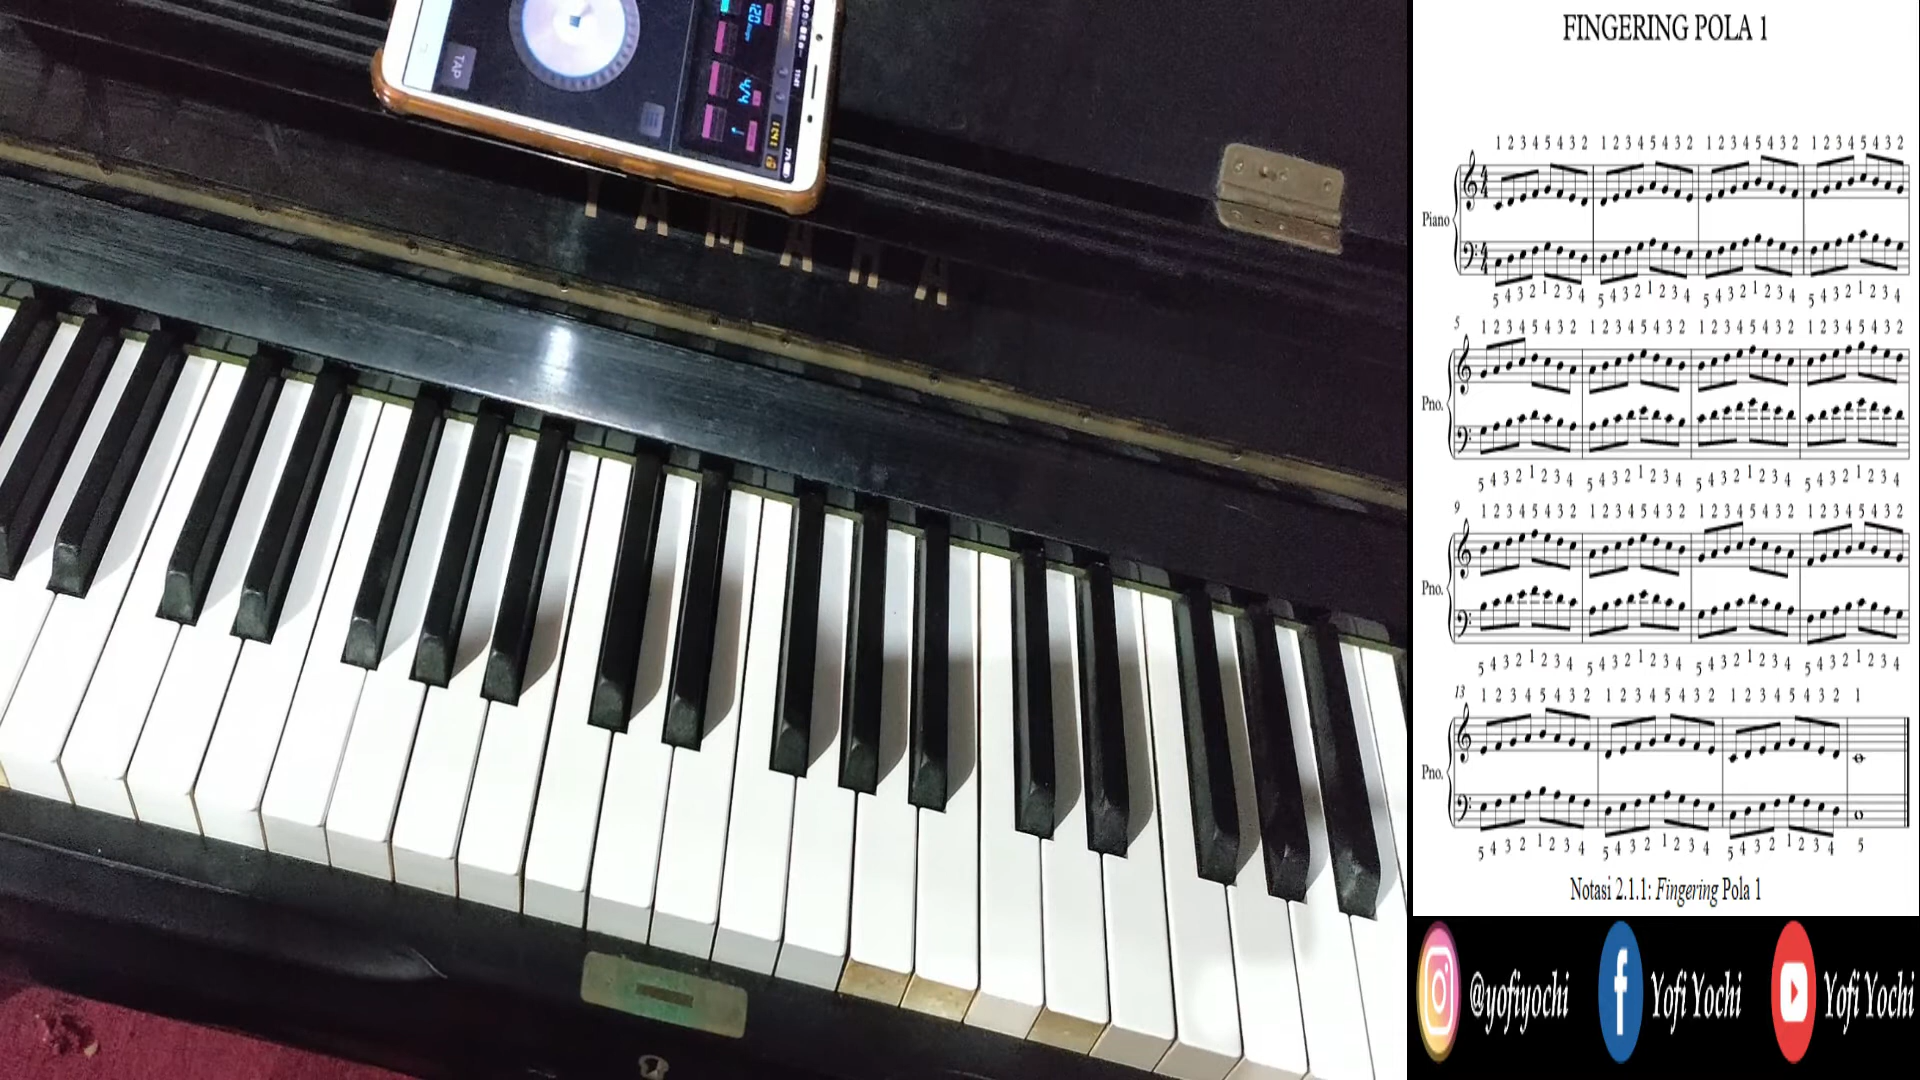 TAP
120
4/4
YAMAHA
FINGERING POLA 1
1 2 3 4 5 4 3 2 1 2 3 4 5 4 3 2 1 2 3 4 5 4 3 2 1 2 3 4 5 4 3 2
Piano
5 4 3 2 1 2 3 4 5 4 3 2 1 2 3 4 5 4 3 2 1 2 3 4 5 4 3 2 1 2 3 4
5
1 2 3 4 5 4 3 2 1 2 3 4 5 4 3 2 1 2 3 4 5 4 3 2 1 2 3 4 5 4 3 2
Pno.
5 4 3 2 1 2 3 4 5 4 3 2 1 2 3 4 5 4 3 2 1 2 3 4 5 4 3 2 1 2 3 4
9
1 2 3 4 5 4 3 2 1 2 3 4 5 4 3 2 1 2 3 4 5 4 3 2 1 2 3 4 5 4 3 2
Pno.
5 4 3 2 1 2 3 4 5 4 3 2 1 2 3 4 5 4 3 2 1 2 3 4 5 4 3 2 1 2 3 4
13
1 2 3 4 5 4 3 2 1 2 3 4 5 4 3 2 1 2 3 4 5 4 3 2 1
Pno.
5 4 3 2 1 2 3 4 5 4 3 2 1 2 3 4 5 4 3 2 1 2 3 4 5
Notasi 2.1.1: Fingering Pola 1
@yofiyochi
Yofi Yochi
Yofi Yochi